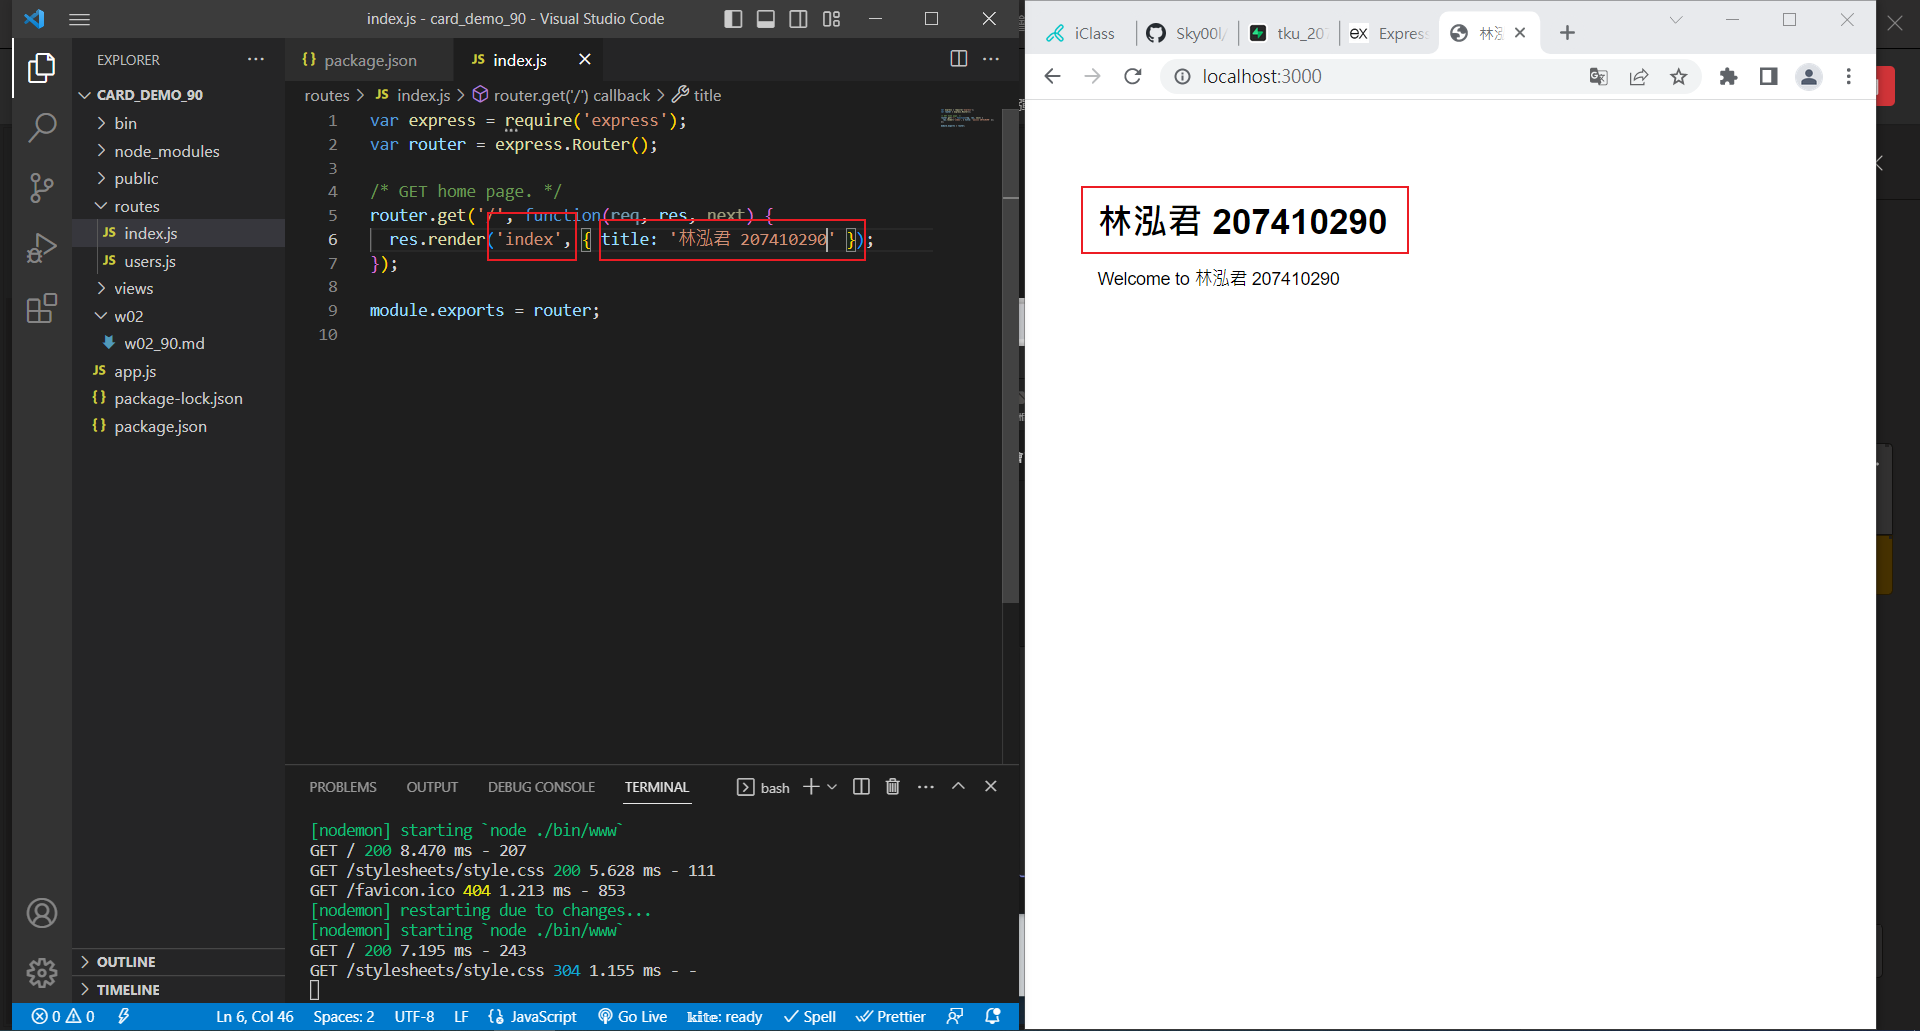 index.js - card_demo_90 - Visual Studio Code
EXPLORER
CARD_DEMO_90
bin
node_modules
public
routes
JS index.js
JS users.js
views
w02
w02_90.md
JS app.js
{} package-lock.json
{} package.json
OUTLINE
TIMELINE
{} package.json
JS index.js
routes > JS index.js > router.get('/') callback > title
1 var express = require('express');
2 var router = express.Router();
3
4 /* GET home page. */
5 router.get('/', function(req, res, next) {
6 res.render('index', { title: '林泓君 207410290' });
7 });
8
9 module.exports = router;
10
PROBLEMS OUTPUT DEBUG CONSOLE TERMINAL bash
[nodemon] starting `node ./bin/www`
GET / 200 8.470 ms - 207
GET /stylesheets/style.css 200 5.628 ms - 111
GET /favicon.ico 404 1.213 ms - 853
[nodemon] restarting due to changes...
[nodemon] starting `node ./bin/www`
GET / 200 7.195 ms - 243
GET /stylesheets/style.css 304 1.155 ms - -
0 0 Ln 6, Col 46 Spaces: 2 UTF-8 LF {} JavaScript Go Live kite: ready Spell Prettier
iClass Sky00l/ tku_207 ex Express 林泓
localhost:3000
林泓君 207410290
Welcome to 林泓君 207410290